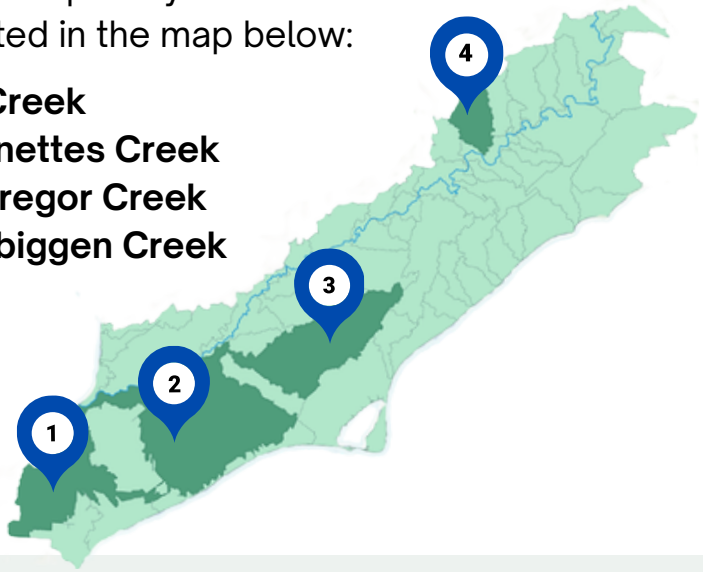 ted in the map below:
Creek
nettes Creek
regor Creek
biggen Creek
4
3
2
1